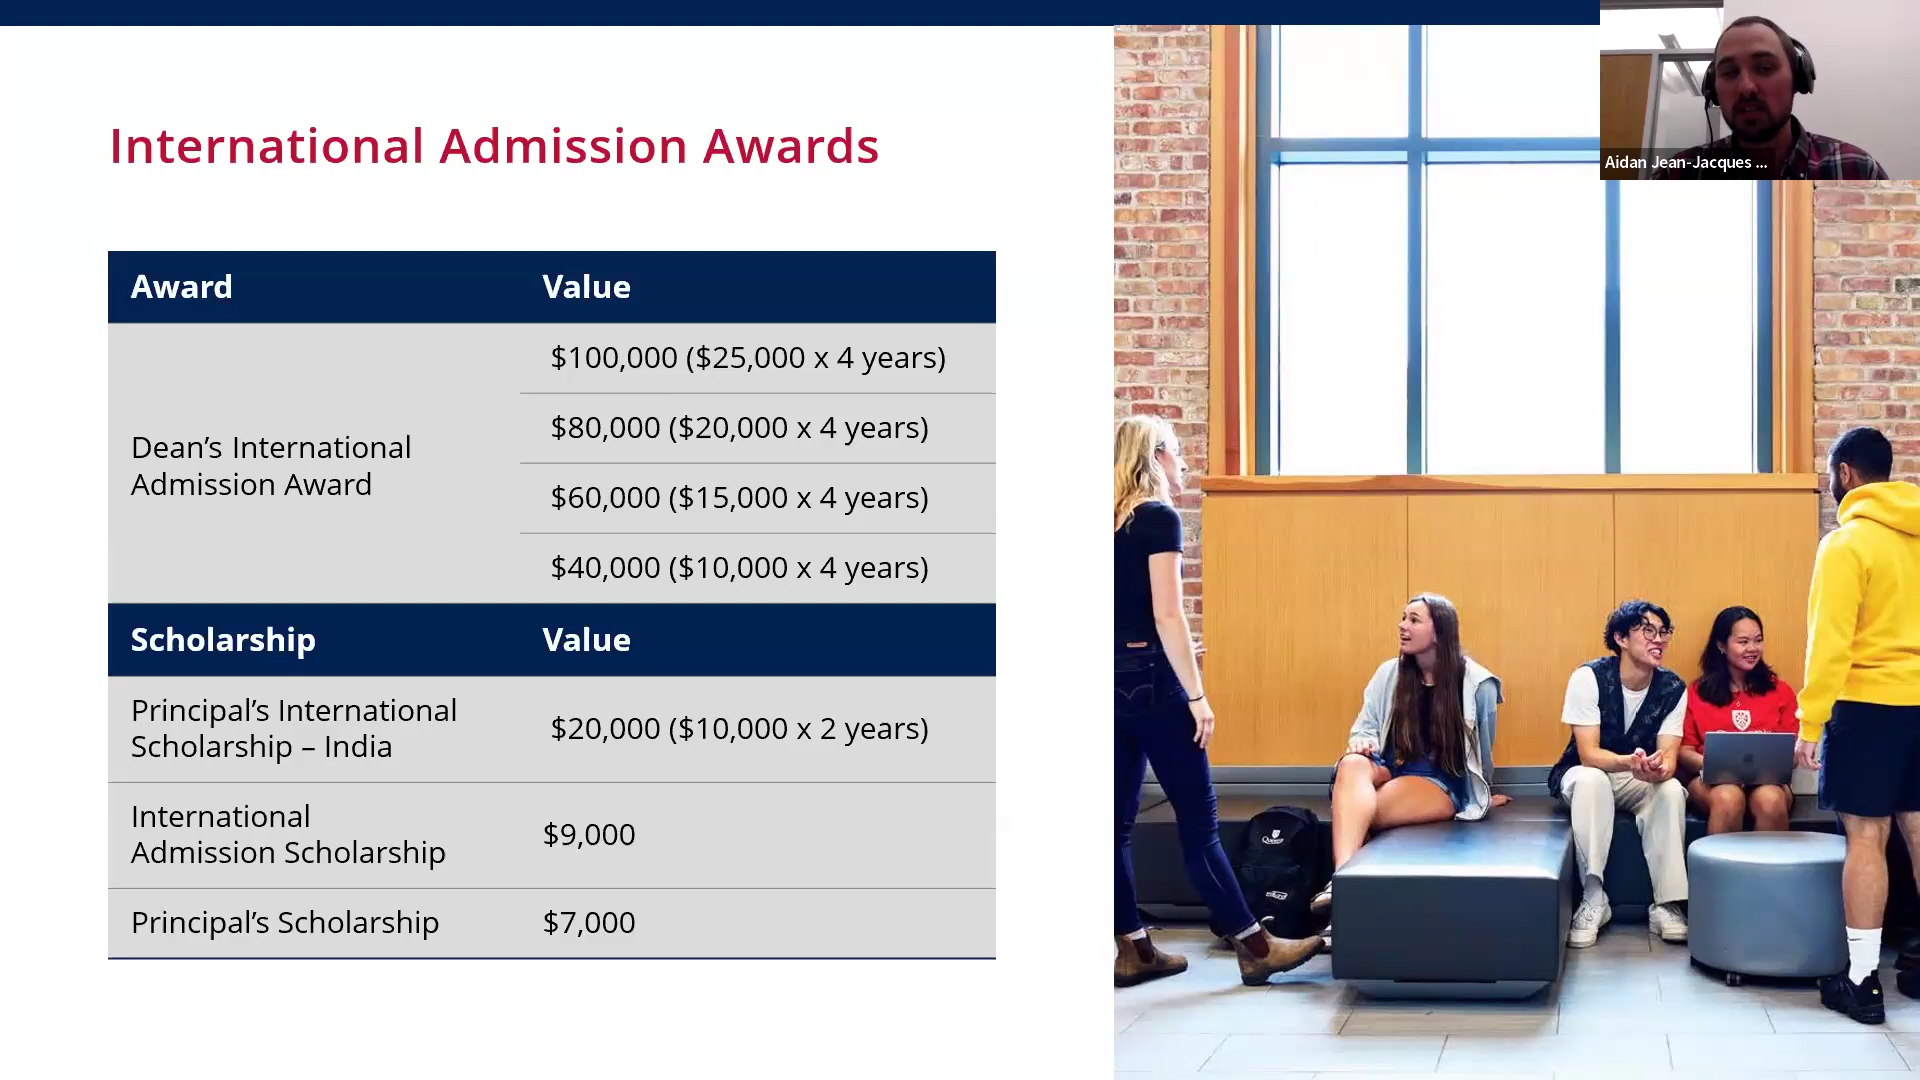 International Admission Awards
Award
Value
Dean’s International
Admission Award
$100,000 ($25,000 x 4 years)
$80,000 ($20,000 x 4 years)
$60,000 ($15,000 x 4 years)
$40,000 ($10,000 x 4 years)
Scholarship
Value
Principal’s International
Scholarship – India
$20,000 ($10,000 x 2 years)
International
Admission Scholarship
$9,000
Principal’s Scholarship
$7,000
Aidan Jean-Jacques ...
Queen's